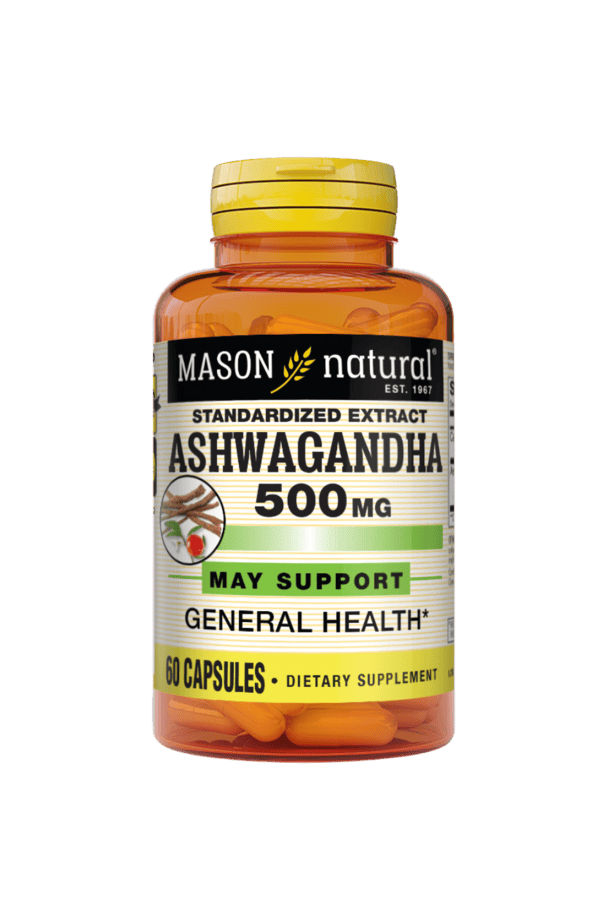 MASON natural®
EST. 1967
STANDARDIZED EXTRACT
ASHWAGANDHA
500 MG
MAY SUPPORT
GENERAL HEALTH*
60 CAPSULES • DIETARY SUPPLEMENT